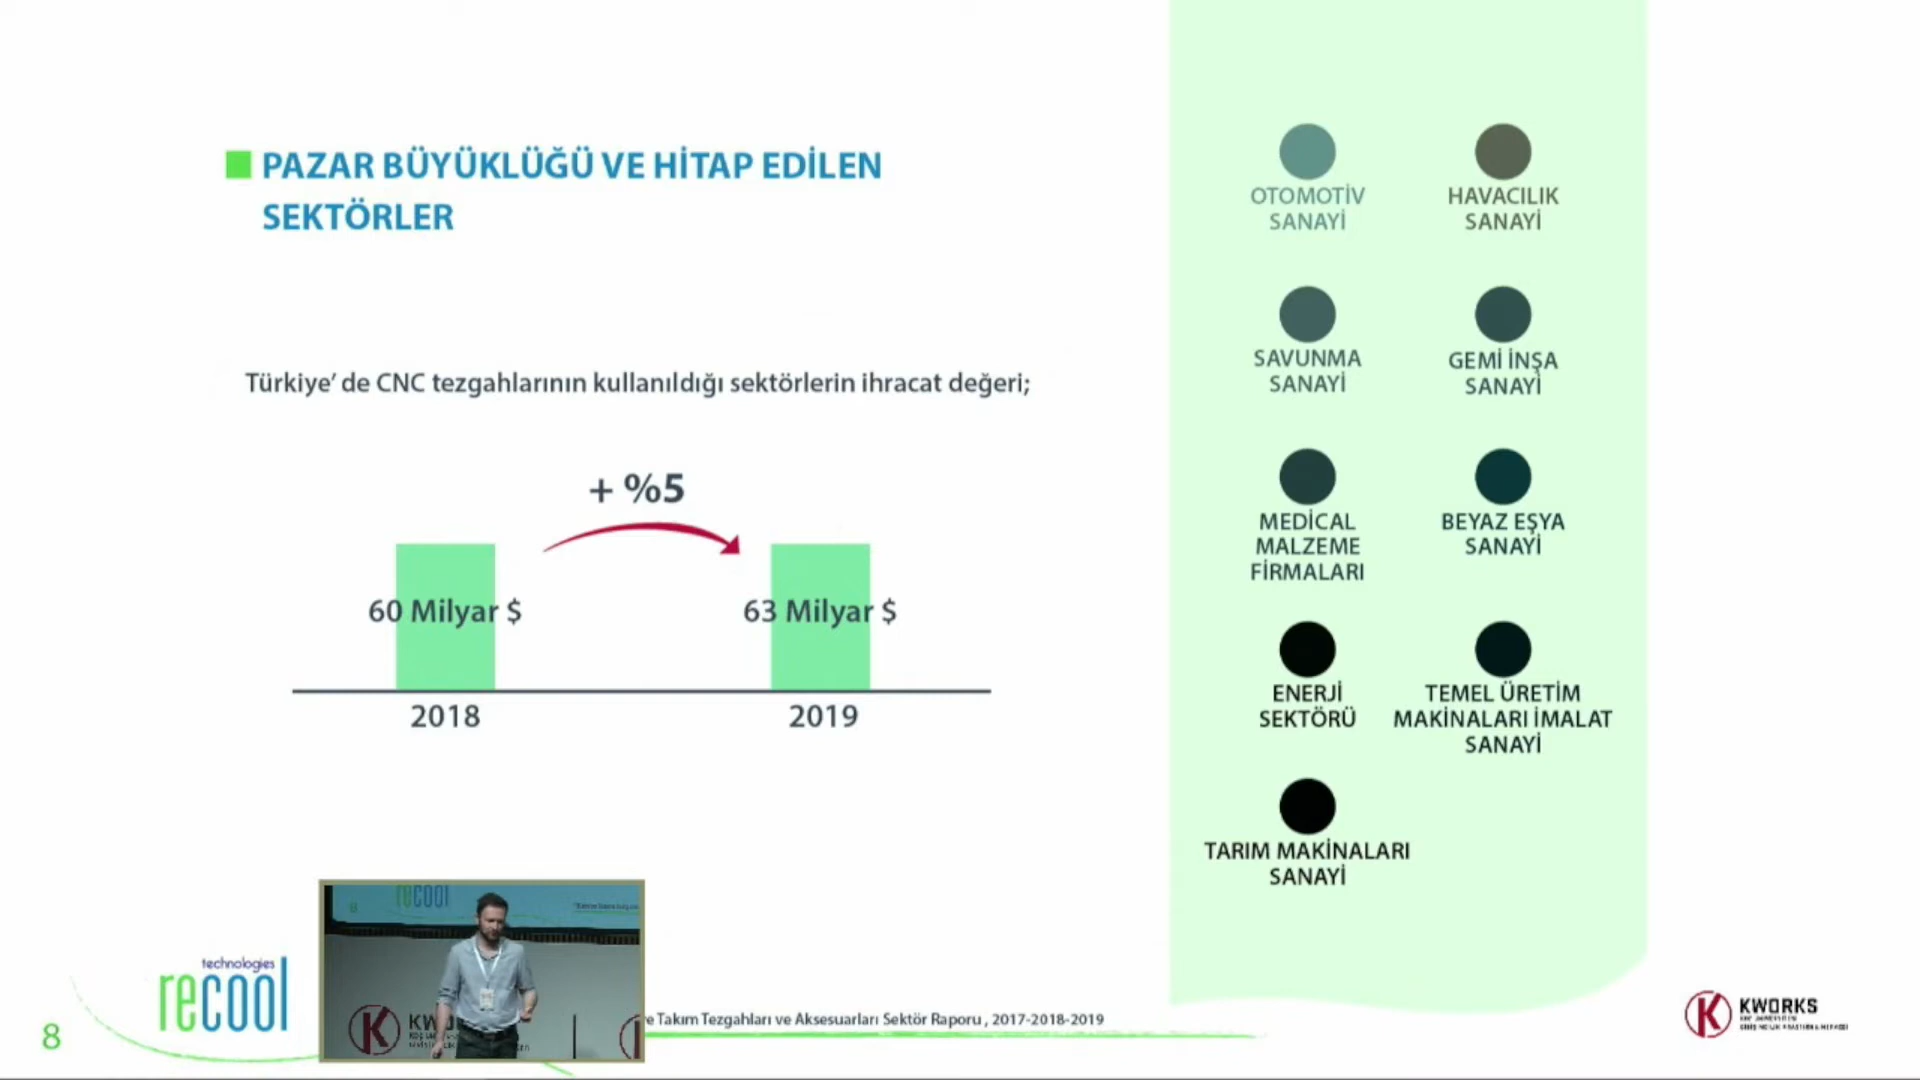 PAZAR BÜYÜKLÜĞÜ VE HİTAP EDİLEN
SEKTÖRLER
Türkiye' de CNC tezgahlarının kullanıldığı sektörlerin ihracat değeri;
+ %5
60 Milyar $
63 Milyar $
2018
2019
OTOMOTİV
SANAYİ
HAVACILIK
SANAYİ
SAVUNMA
SANAYİ
GEMİ İNŞA
SANAYİ
MEDİCAL
MALZEME
FİRMALARI
BEYAZ EŞYA
SANAYİ
ENERJİ
SEKTÖRÜ
TEMEL ÜRETİM
MAKİNALARI İMALAT
SANAYİ
TARIM MAKİNALARI
SANAYİ
technologies
recool
8
recool
8
Takım Tezgahları ve Aksesuarları Sektör Raporu , 2017-2018-2019
KWORKS